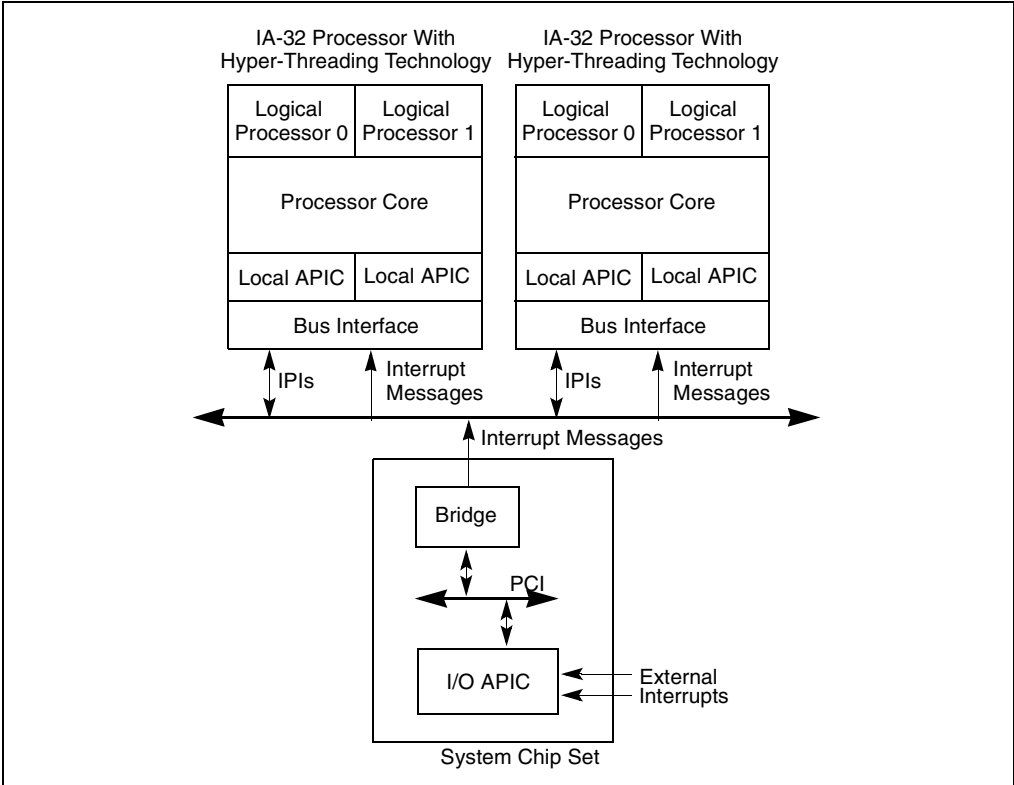 IA-32 Processor With
Hyper-Threading Technology
IA-32 Processor With
Hyper-Threading Technology
Logical
Processor 0
Logical
Processor 1
Logical
Processor 0
Logical
Processor 1
Processor Core
Processor Core
Local APIC
Local APIC
Local APIC
Local APIC
Bus Interface
Bus Interface
IPIs
Interrupt
Messages
IPIs
Interrupt
Messages
Interrupt Messages
Bridge
PCI
I/O APIC
External
Interrupts
System Chip Set